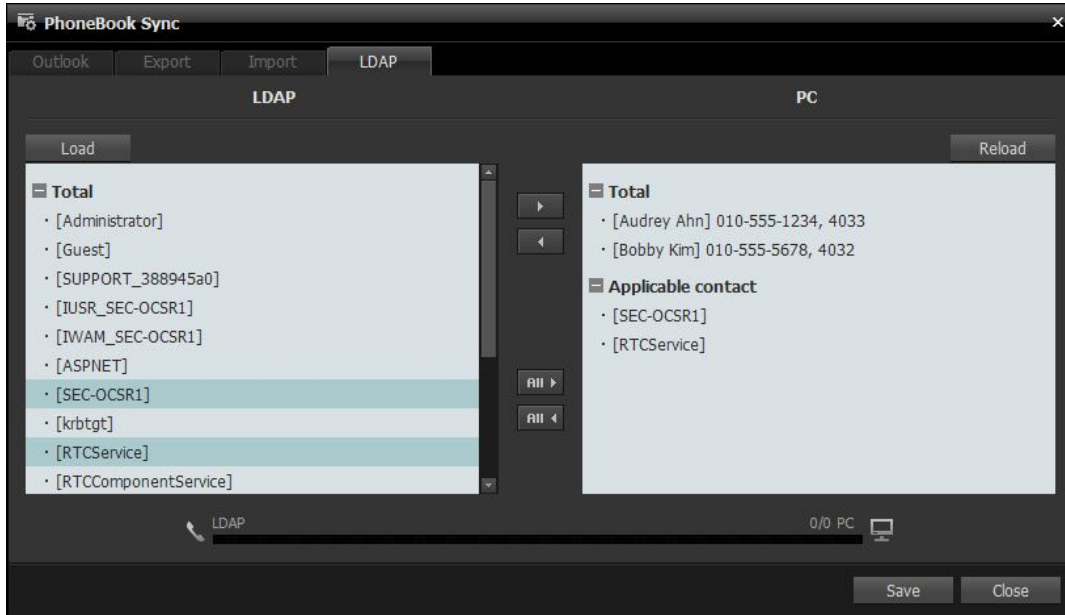 PhoneBook Sync
Outlook Export Import LDAP
LDAP PC
Load Reload
Total
[Administrator]
[Guest]
[SUPPORT_388945a0]
[IUSR_SEC-OCSR1]
[IWAM_SEC-OCSR1]
[ASPNET]
[SEC-OCSR1]
[krbtgt]
[RTCService]
[RTCComponentService]
All
All
Total
[Audrey Ahn] 010-555-1234, 4033
[Bobby Kim] 010-555-5678, 4032
Applicable contact
[SEC-OCSR1]
[RTCService]
LDAP 0/0 PC
Save Close